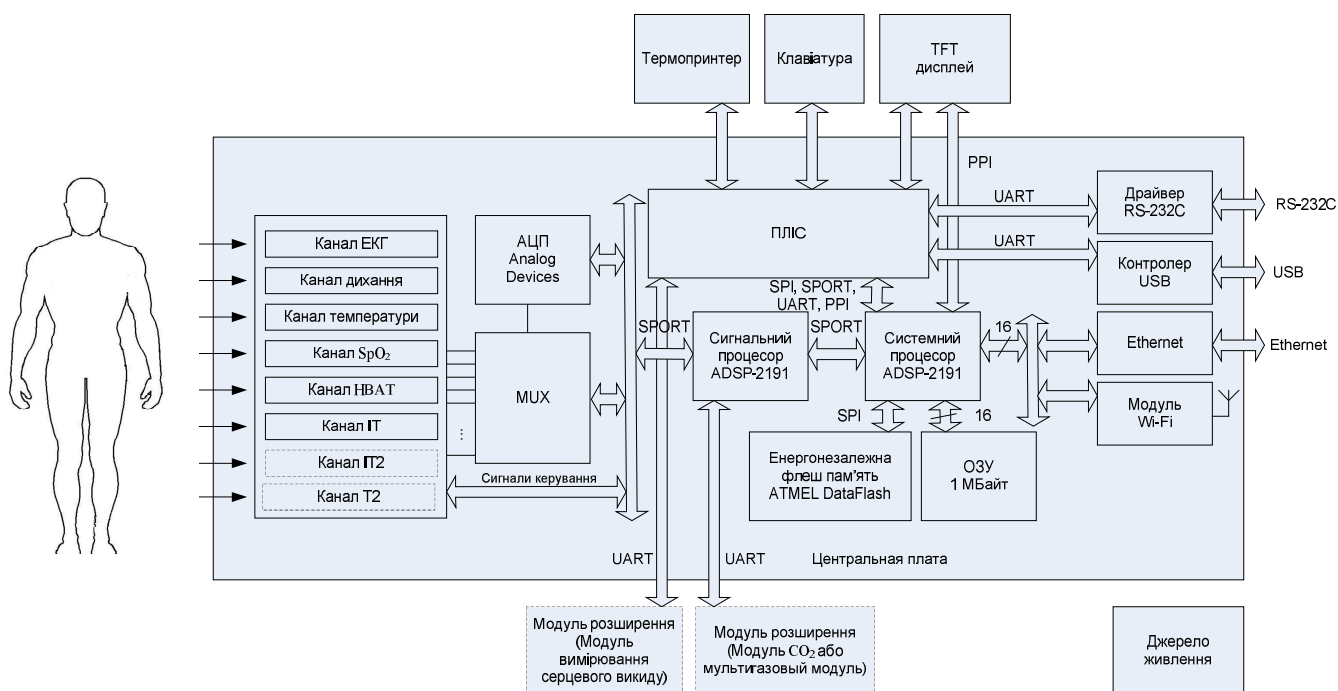 Термопринтер
Клавіатура
TFT
дисплей
PPI
UART
Драйвер
RS-232C
RS-232C
ПЛІС
UART
Контролер
USB
USB
АЦП
Analog
Devices
Канал ЕКГ
Канал дихання
Канал температури
Канал SpO₂
Канал НВАТ
Канал ІТ
Канал ІТ2
Канал Т2
MUX
...
Сигнали керування
SPI, SPORT,
UART, PPI
SPORT
Сигнальний
процесор
ADSP-2191
SPORT
Системний
процесор
ADSP-2191
16
Ethernet
Ethernet
Модуль
Wi-Fi
SPI
16
Енергонезалежна
флеш пам'ять
ATMEL DataFlash
ОЗУ
1 МБайт
UART
UART
Центральная плата
Модуль розширення
(Модуль
вимірювання
серцевого викиду)
Модуль розширення
(Модуль CO₂ або
мультигазовый модуль)
Джерело
живлення